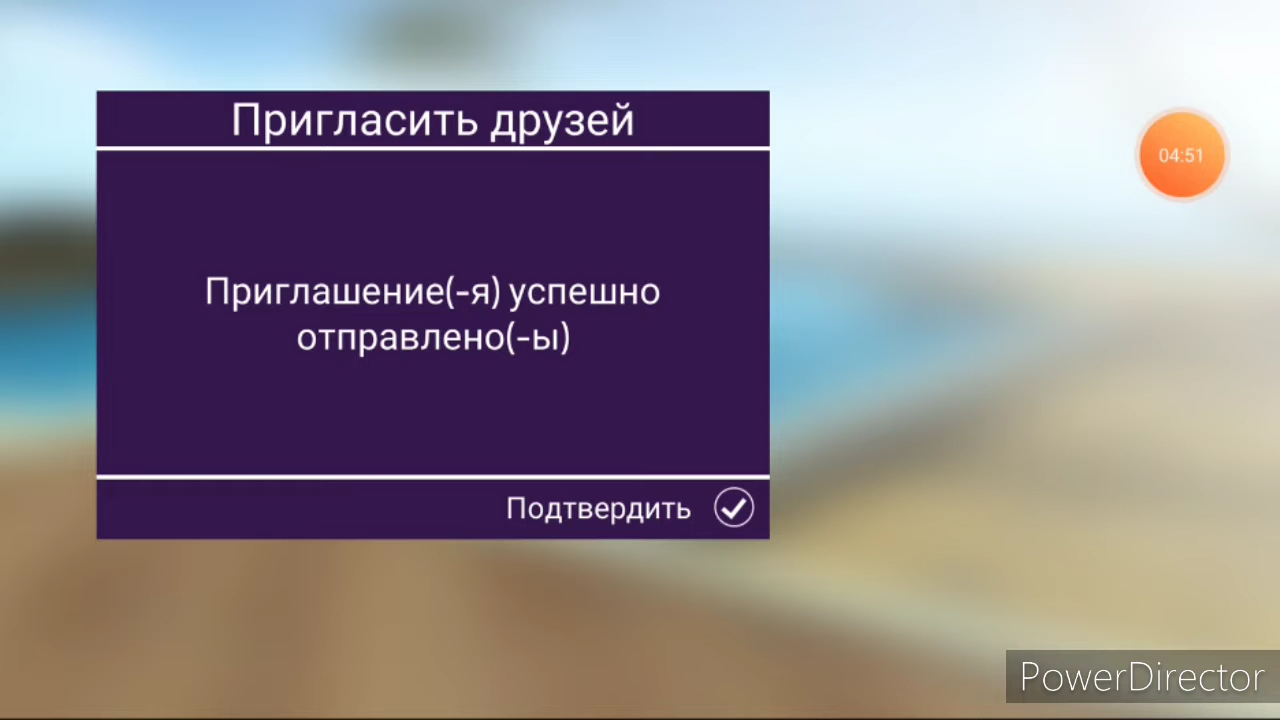 Пригласить друзей
04:51
Приглашение(-я) успешно
отправлено(-ы)
Подтвердить
PowerDirector